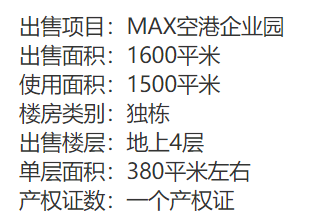 出售项目：MAX空港企业园
出售面积：1600平米
使用面积：1500平米
楼房类别：独栋
出售楼层：地上4层
单层面积：380平米左右
产权证数：一个产权证